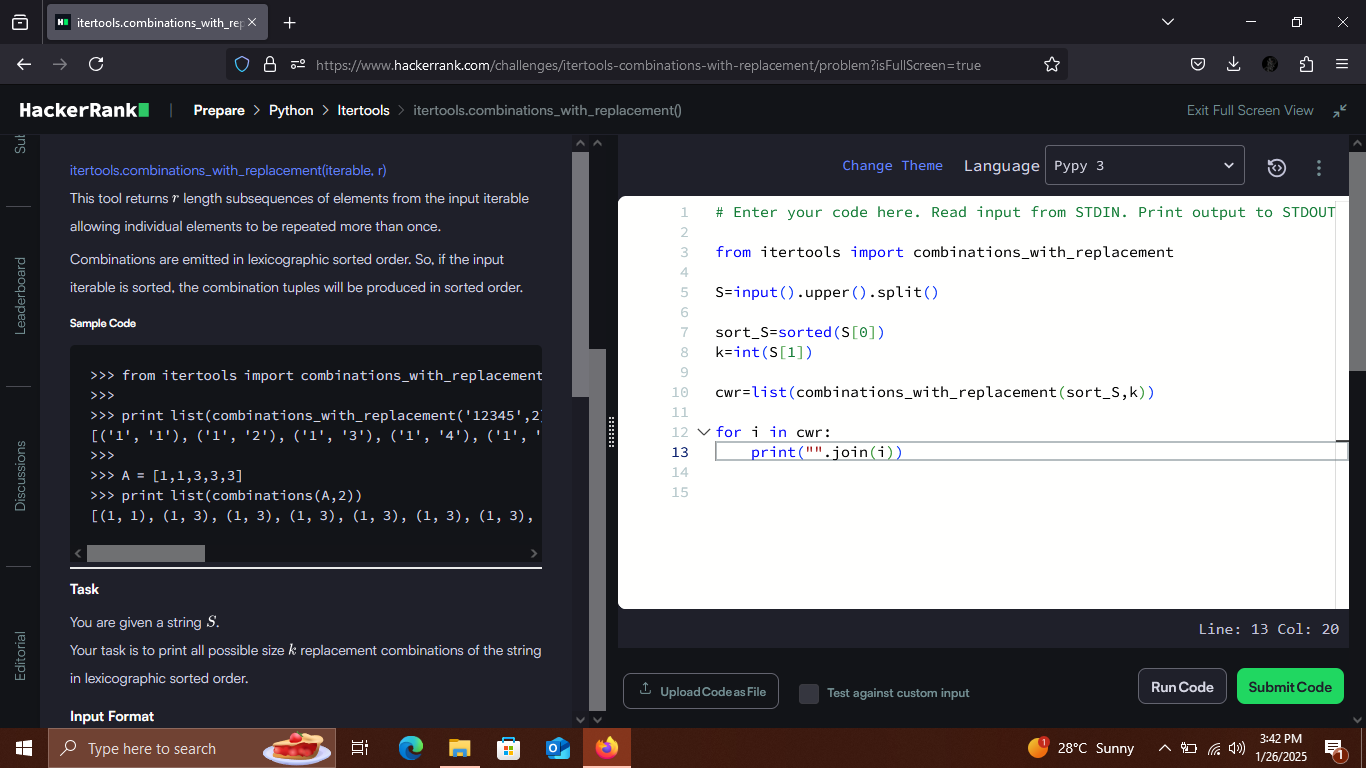 itertools.combinations_with_rep
https://www.hackerrank.com/challenges/itertools-combinations-with-replacement/problem?isFullScreen=true
HackerRank | Prepare > Python > Itertools > itertools.combinations_with_replacement()
Exit Full Screen View
Sub
Leaderboard
Discussions
Editorial
itertools.combinations_with_replacement(iterable, r)
This tool returns r length subsequences of elements from the input iterable
allowing individual elements to be repeated more than once.
Combinations are emitted in lexicographic sorted order. So, if the input
iterable is sorted, the combination tuples will be produced in sorted order.
Sample Code
>>> from itertools import combinations_with_replacement
>>>
>>> print list(combinations_with_replacement('12345',2)
[('1', '1'), ('1', '2'), ('1', '3'), ('1', '4'), ('1', '
>>>
>>> A = [1,1,3,3,3]
>>> print list(combinations(A,2))
[(1, 1), (1, 3), (1, 3), (1, 3), (1, 3), (1, 3), (1, 3),
Task
You are given a string S.
Your task is to print all possible size k replacement combinations of the string
in lexicographic sorted order.
Input Format
Change Theme
Language
Pypy 3
1 # Enter your code here. Read input from STDIN. Print output to STDOUT
2
3 from itertools import combinations_with_replacement
4
5 S=input().upper().split()
6
7 sort_S=sorted(S[0])
8 k=int(S[1])
9
10 cwr=list(combinations_with_replacement(sort_S,k))
11
12 for i in cwr:
13 print("".join(i))
14
15
Line: 13 Col: 20
Upload Code as File
Test against custom input
Run Code
Submit Code
Type here to search
1
28°C Sunny
3:42 PM
1/26/2025
1